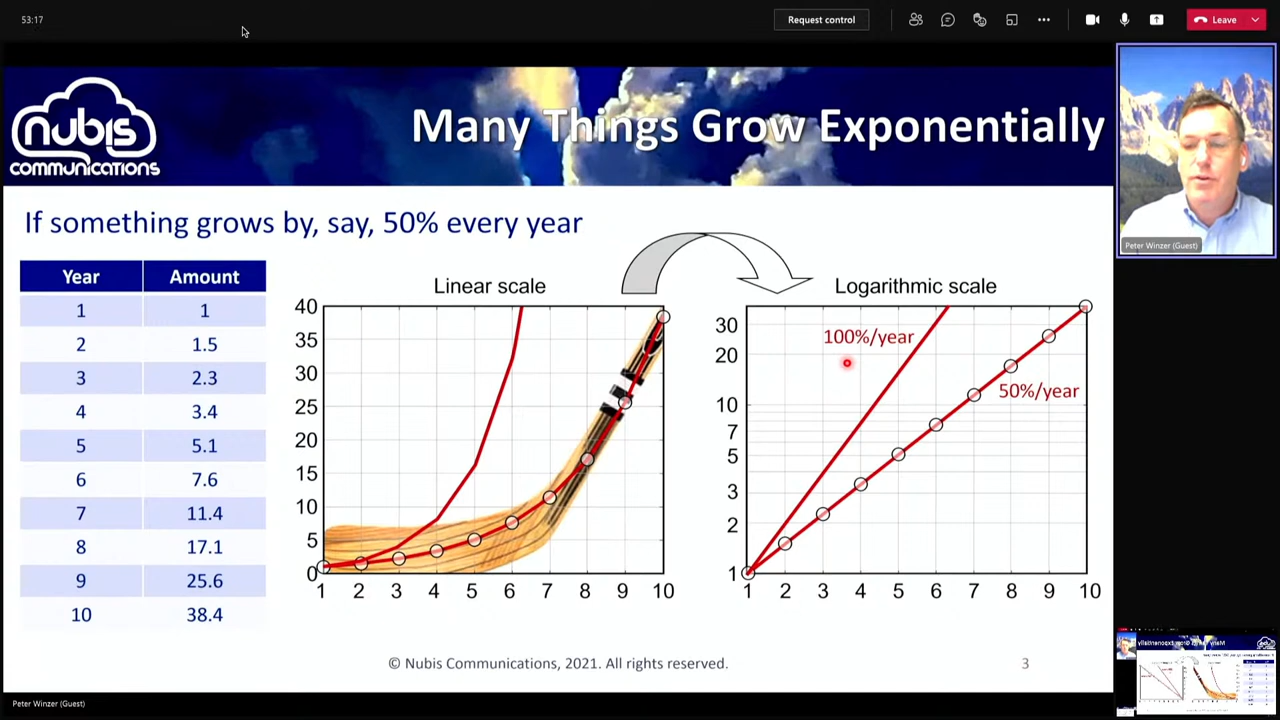 53:17
Request control
Leave
nubis
communications
Many Things Grow Exponentially
Peter Winzer (Guest)
If something grows by, say, 50% every year
Year Amount
1 1
2 1.5
3 2.3
4 3.4
5 5.1
6 7.6
7 11.4
8 17.1
9 25.6
10 38.4
Linear scale
40
35
30
25
20
15
10
5
0
1 2 3 4 5 6 7 8 9 10
Logarithmic scale
100%/year
50%/year
30
20
10
7
5
3
2
1
1 2 3 4 5 6 7 8 9 10
© Nubis Communications, 2021. All rights reserved.
3
Peter Winzer (Guest)